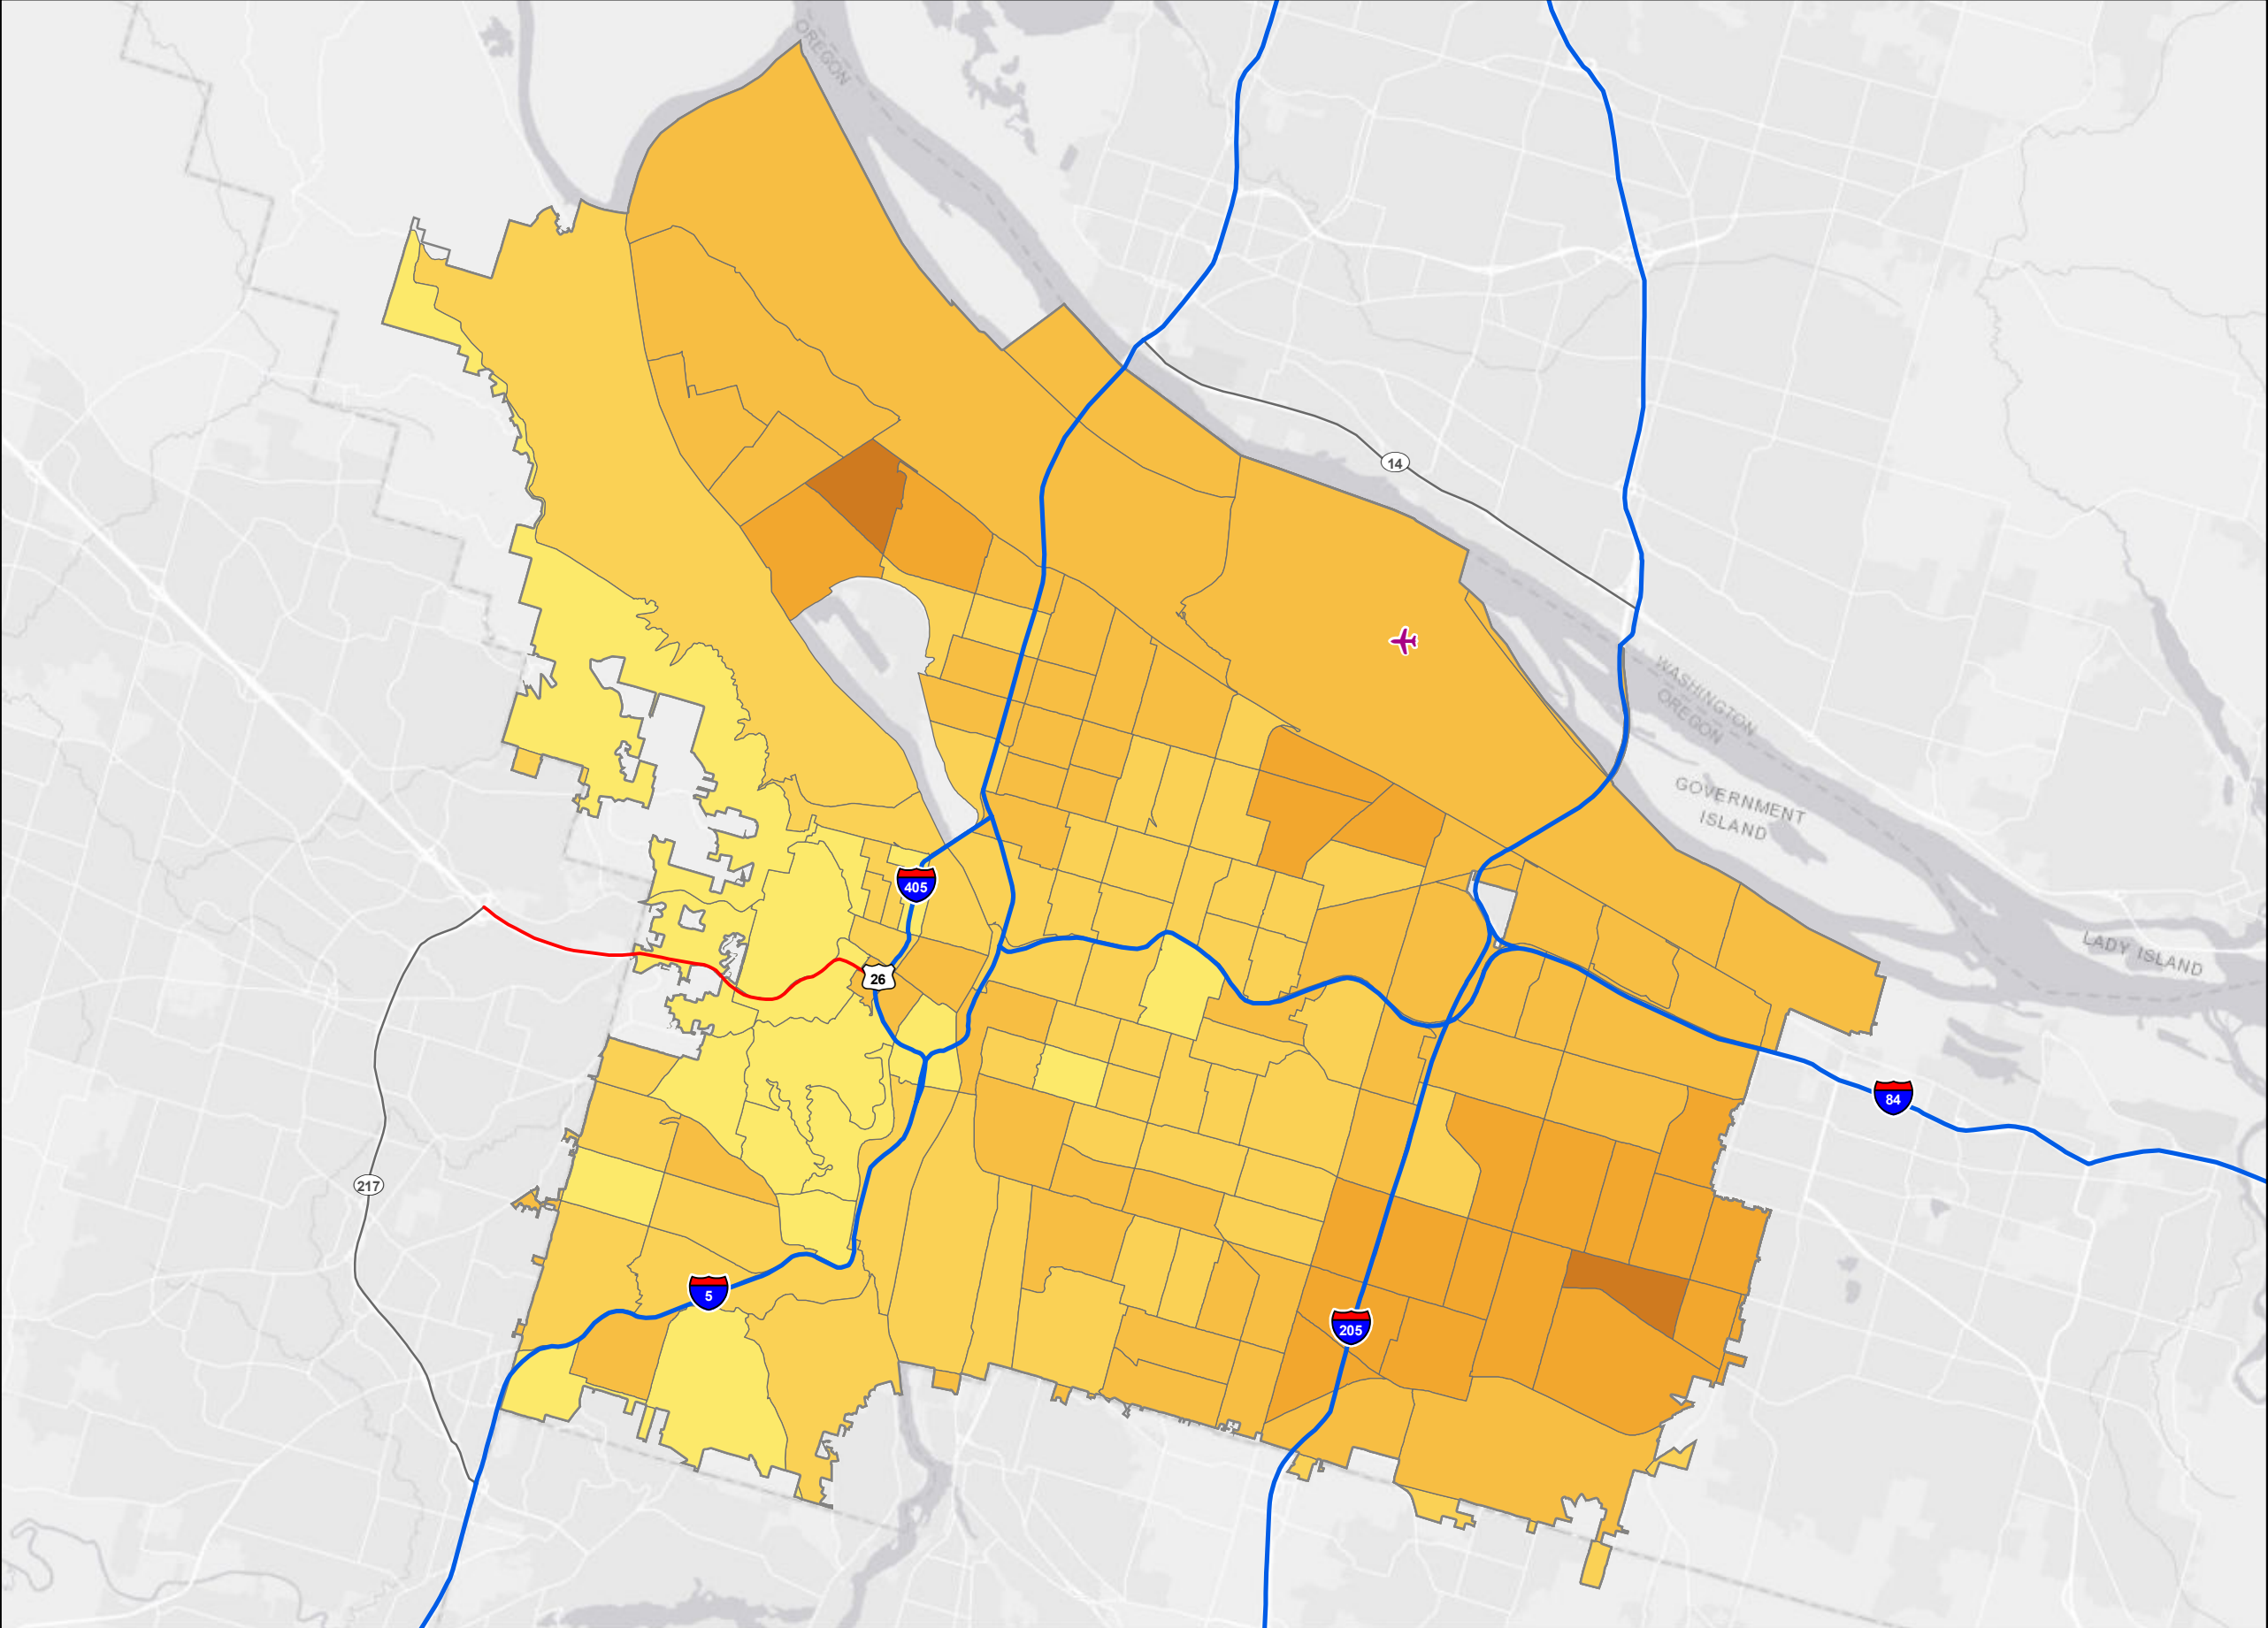 OREGON
14
WASHINGTON
OREGON
GOVERNMENT
ISLAND
405
LADY ISLAND
26
84
217
5
205